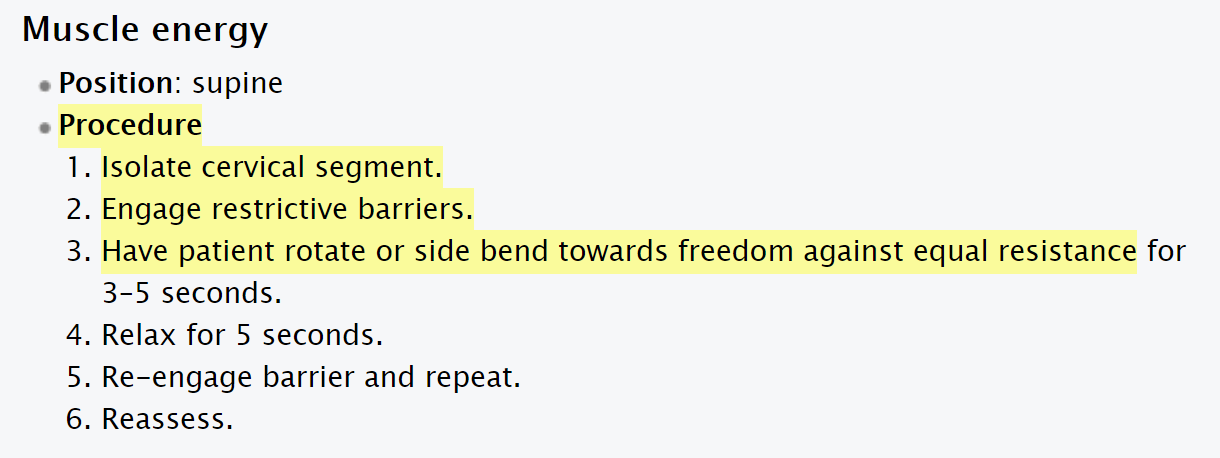 Muscle energy
Position: supine
Procedure
1. Isolate cervical segment.
2. Engage restrictive barriers.
3. Have patient rotate or side bend towards freedom against equal resistance for
3–5 seconds.
4. Relax for 5 seconds.
5. Re-engage barrier and repeat.
6. Reassess.